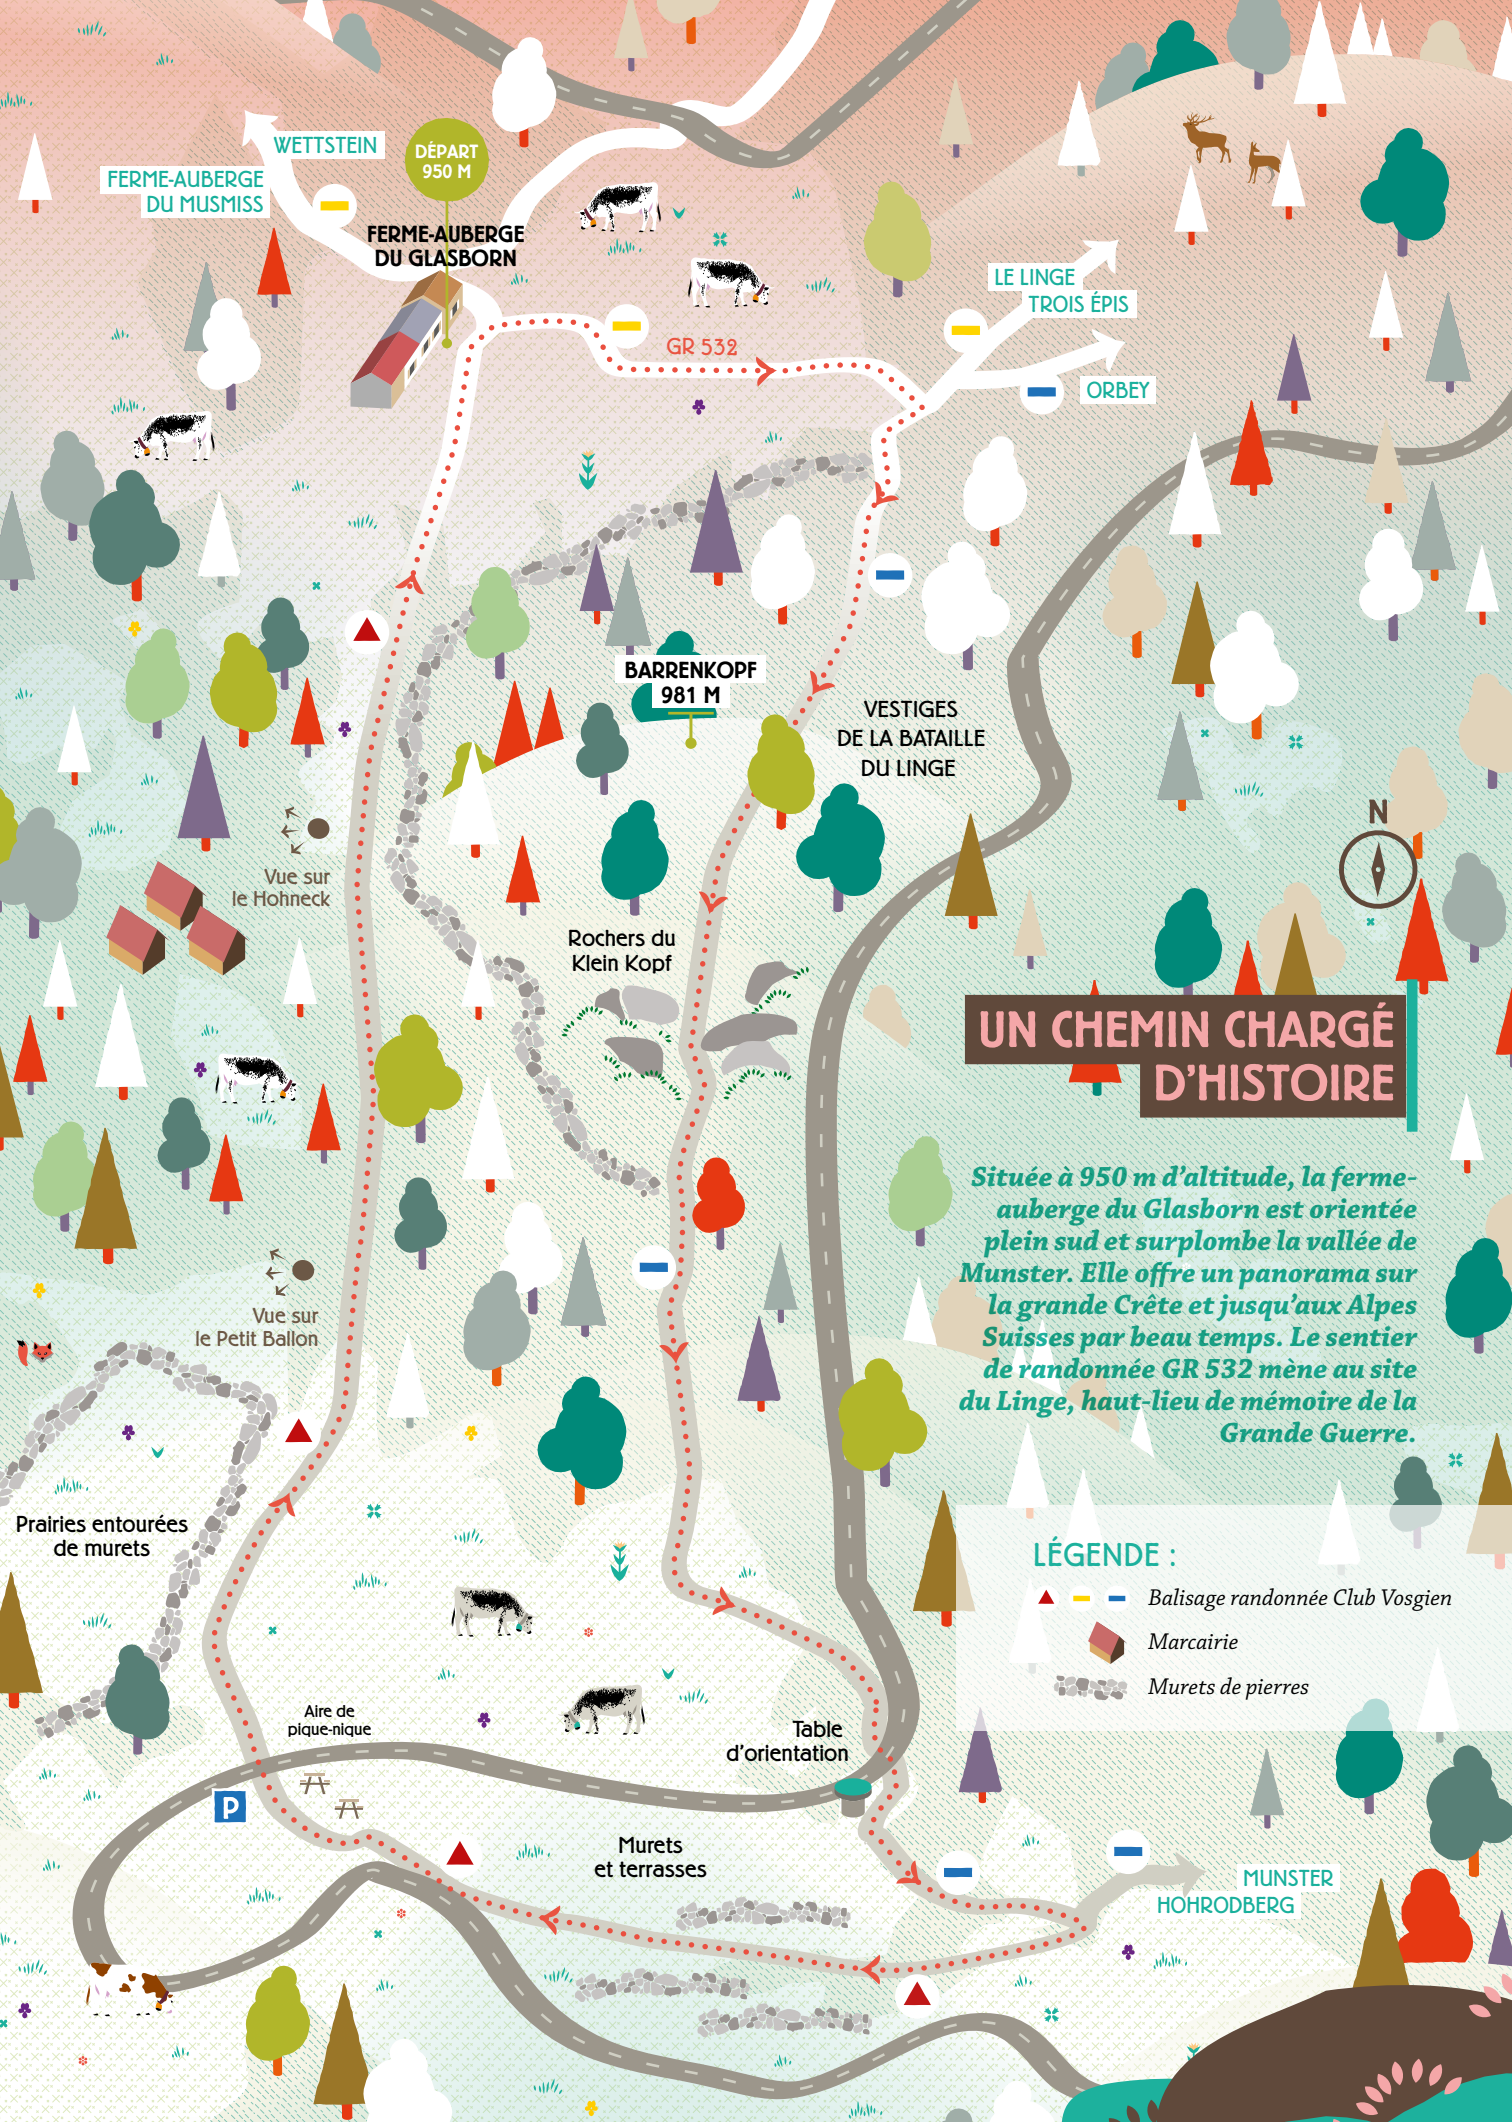 WETTSTEIN
FERME-AUBERGE
DU MUSMISS
DÉPART
950 M
FERME-AUBERGE
DU GLASBORN
GR 532
LE LINGE
TROIS ÉPIS
ORBEY
BARRENKOPF
981 M
VESTIGES
DE LA BATAILLE
DU LINGE
N
Vue sur
le Hohneck
Rochers du
Klein Kopf
UN CHEMIN CHARGÉ
D'HISTOIRE
Située à 950 m d'altitude, la ferme-
auberge du Glasborn est orientée
plein sud et surplombe la vallée de
Munster. Elle offre un panorama sur
la grande Crête et jusqu'aux Alpes
Suisses par beau temps. Le sentier
de randonnée GR 532 mène au site
du Linge, haut-lieu de mémoire de la
Grande Guerre.
Vue sur
le Petit Ballon
Prairies entourées
de murets
LÉGENDE :
Balisage randonnée Club Vosgien
Marcairie
Murets de pierres
Aire de
pique-nique
Table
d'orientation
P
Murets
et terrasses
MUNSTER
HOHRODBERG